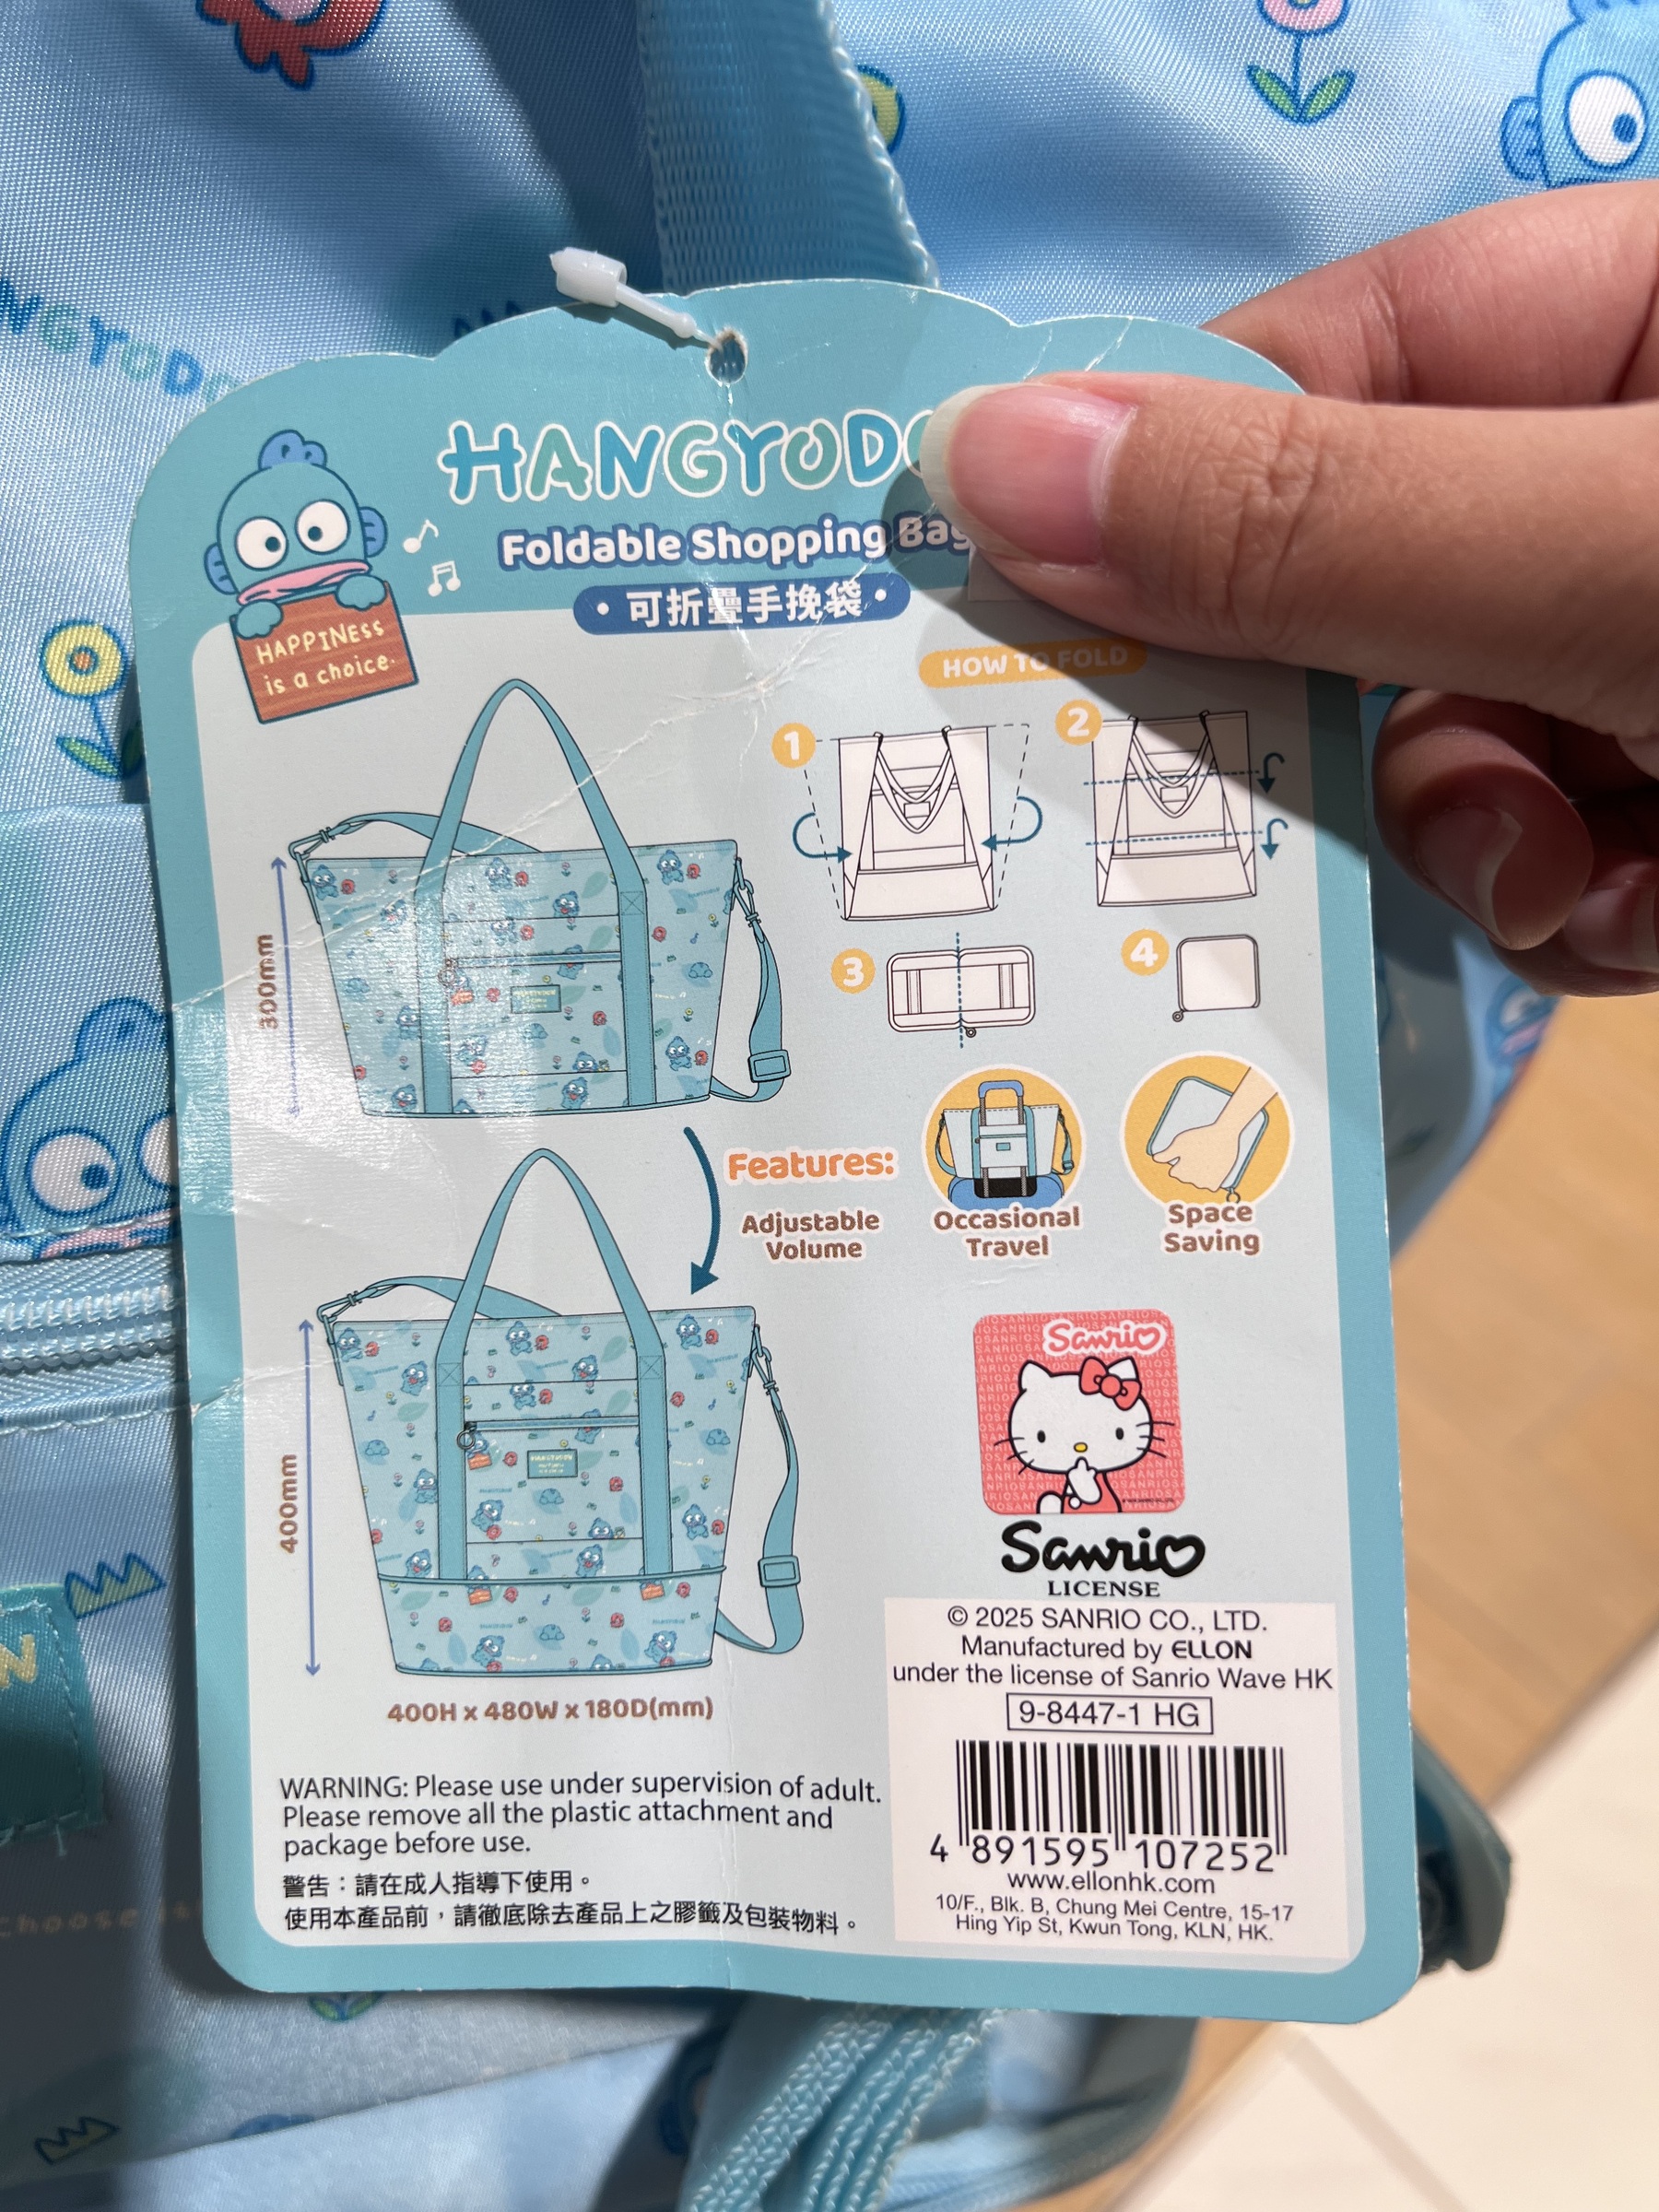 HANGYODO
Foldable Shopping Bag
• 可折疊手挽袋 •
HAPPINESS
is a choice.
HOW TO FOLD
1
2
3
4
300mm
Features:
Adjustable
Volume
Occasional
Travel
Space
Saving
400mm
400H x 480W x 180D(mm)
Sanrio
Sanrio
LICENSE
© 2025 SANRIO CO., LTD.
Manufactured by ELLON
under the license of Sanrio Wave HK
9-8447-1 HG
4 891595 107252
www.ellonhk.com
10/F., Blk. B, Chung Mei Centre, 15-17
Hing Yip St, Kwun Tong, KLN, HK.
WARNING: Please use under supervision of adult.
Please remove all the plastic attachment and
package before use.
警告：請在成人指導下使用。
使用本產品前，請徹底除去產品上之膠籤及包裝物料。